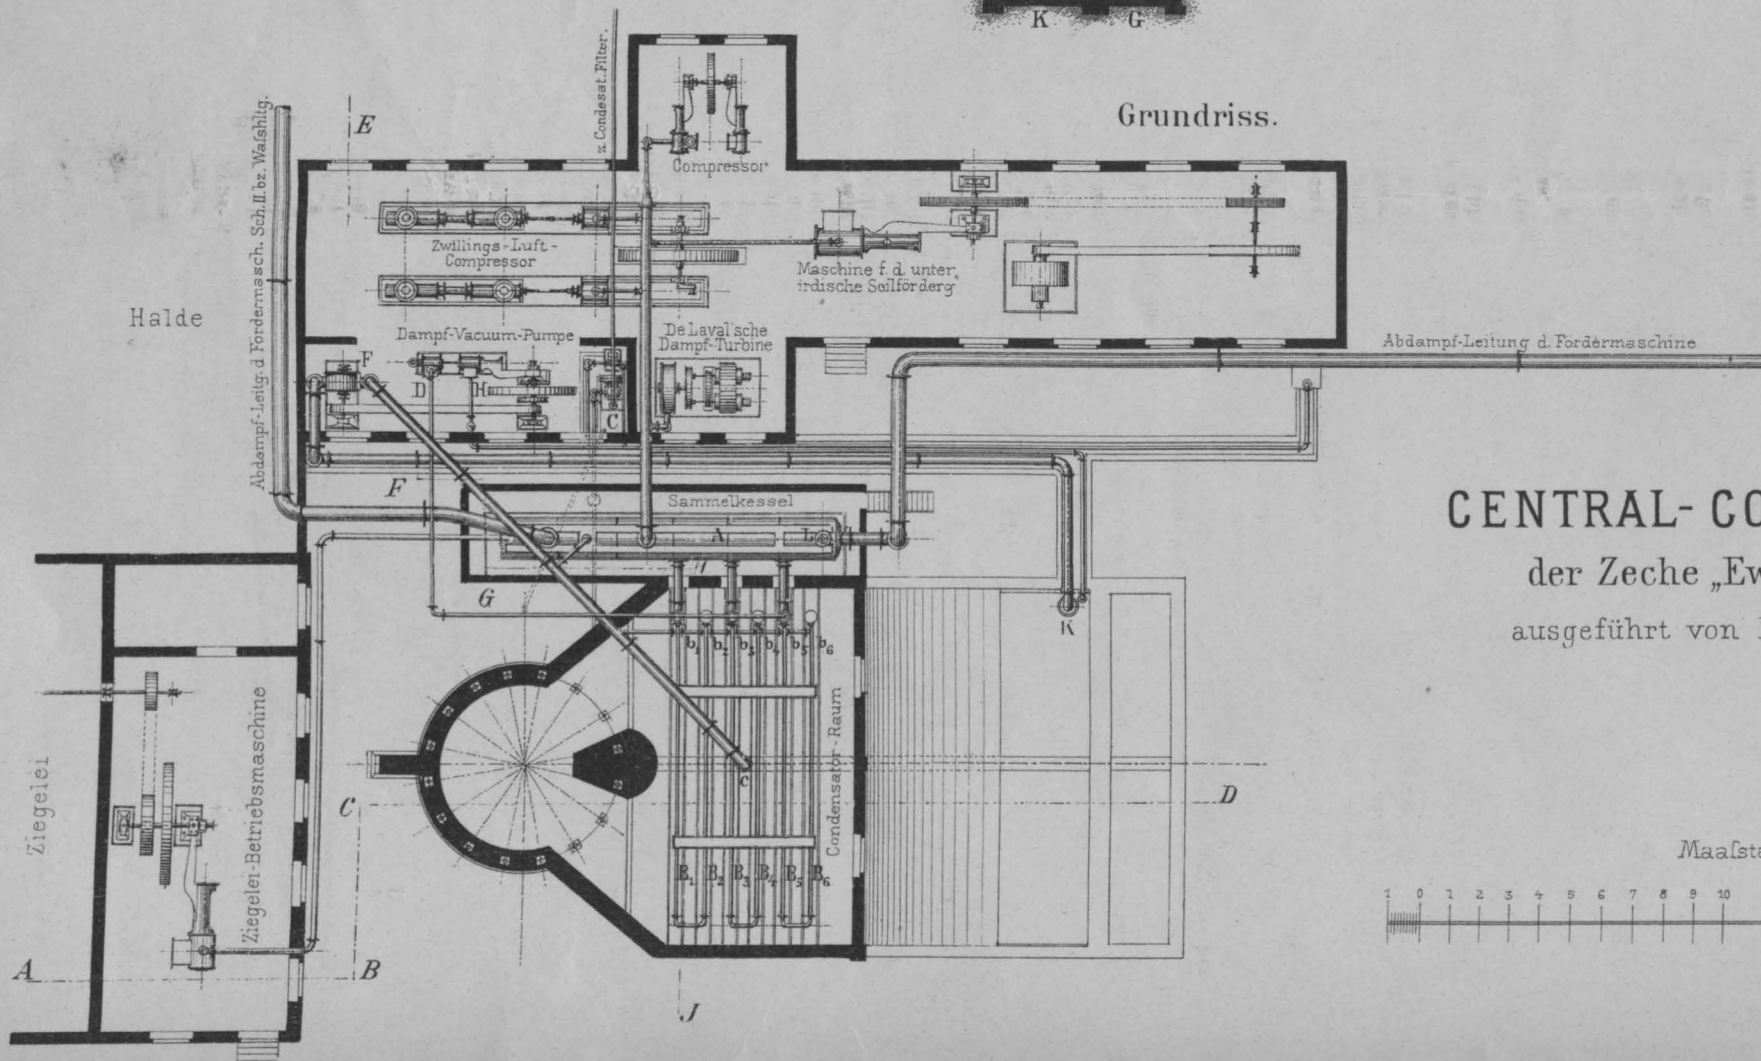 K G
Grundriss.
E
z. Condesat. Filter.
Abdampf-Leitg. d. Fördermasch. Sch. II. bz. Waſshltg.
Compressor
Zwillings-Luft-
Compressor
Maschine f. d. unter„
irdische Seilförderg
Halde
Dampf-Vacuum-Pumpe
De Laval'sche
Dampf-Turbine
Abdampf-Leitung d. Fördermaschine
F
D H
C
F
Sammelkessel
A L
H
G
K
CENTRAL-CO
der Zeche „Ew
ausgeführt von
b1 b2 b3 b4 b5 b6
Condensator-Raum
c
C D
Ziegelei
Ziegelei-Betriebsmaschine
B1 B2 B3 B4 B5 B6
Maaſsta
1 0 1 2 3 4 5 6 7 8 9 10
A B
J